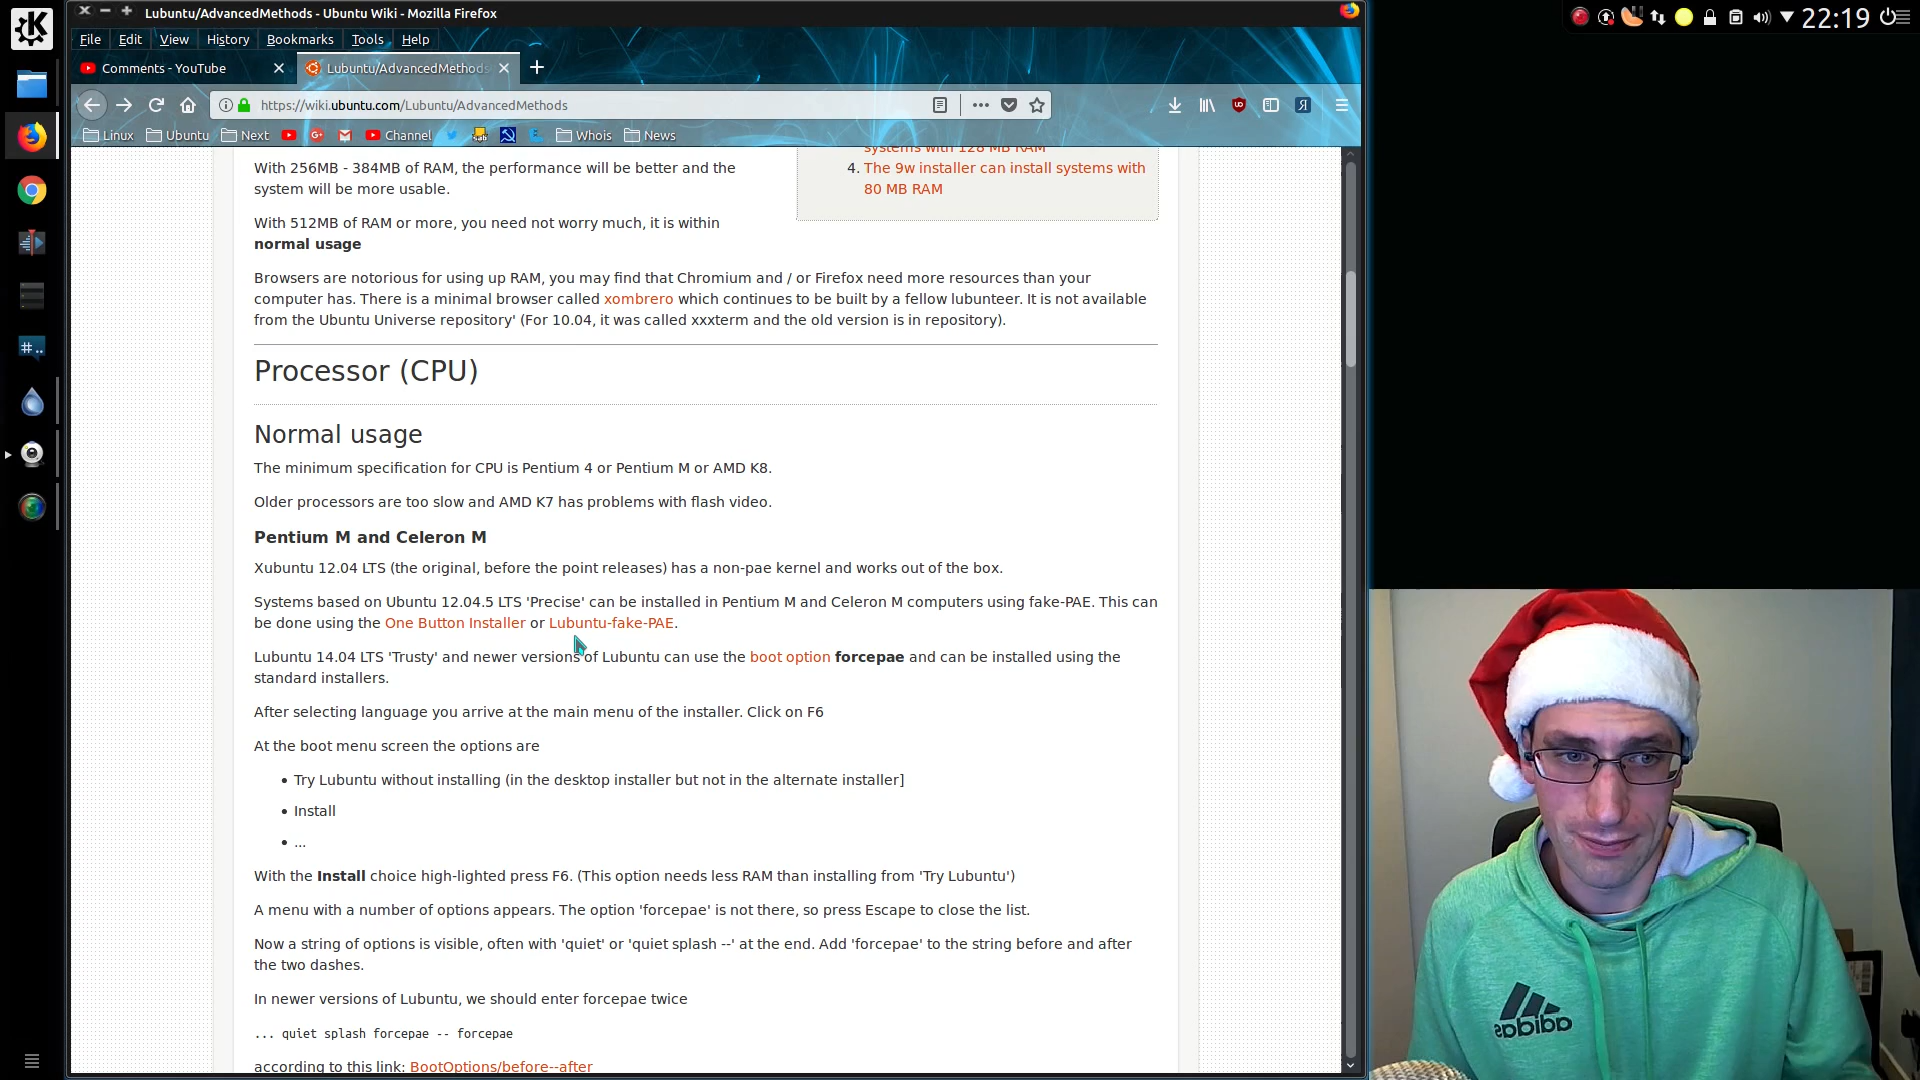 Lubuntu/AdvancedMethods - Ubuntu Wiki - Mozilla Firefox
22:19
File Edit View History Bookmarks Tools Help
Comments - YouTube
Lubuntu/AdvancedMethods
https://wiki.ubuntu.com/Lubuntu/AdvancedMethods
Linux Ubuntu Next Channel Whois News
systems with 128 MB RAM
4. The 9w installer can install systems with
80 MB RAM
With 256MB - 384MB of RAM, the performance will be better and the
system will be more usable.
With 512MB of RAM or more, you need not worry much, it is within
normal usage
Browsers are notorious for using up RAM, you may find that Chromium and / or Firefox need more resources than your
computer has. There is a minimal browser called xombrero which continues to be built by a fellow lubunteer. It is not available
from the Ubuntu Universe repository' (For 10.04, it was called xxxterm and the old version is in repository).
Processor (CPU)
Normal usage
The minimum specification for CPU is Pentium 4 or Pentium M or AMD K8.
Older processors are too slow and AMD K7 has problems with flash video.
Pentium M and Celeron M
Xubuntu 12.04 LTS (the original, before the point releases) has a non-pae kernel and works out of the box.
Systems based on Ubuntu 12.04.5 LTS 'Precise' can be installed in Pentium M and Celeron M computers using fake-PAE. This can
be done using the One Button Installer or Lubuntu-fake-PAE.
Lubuntu 14.04 LTS 'Trusty' and newer versions of Lubuntu can use the boot option forcepae and can be installed using the
standard installers.
After selecting language you arrive at the main menu of the installer. Click on F6
At the boot menu screen the options are
• Try Lubuntu without installing (in the desktop installer but not in the alternate installer]
• Install
• ...
With the Install choice high-lighted press F6. (This option needs less RAM than installing from 'Try Lubuntu')
A menu with a number of options appears. The option 'forcepae' is not there, so press Escape to close the list.
Now a string of options is visible, often with 'quiet' or 'quiet splash --' at the end. Add 'forcepae' to the string before and after
the two dashes.
In newer versions of Lubuntu, we should enter forcepae twice
... quiet splash forcepae -- forcepae
according to this link: BootOptions/before--after
adidas